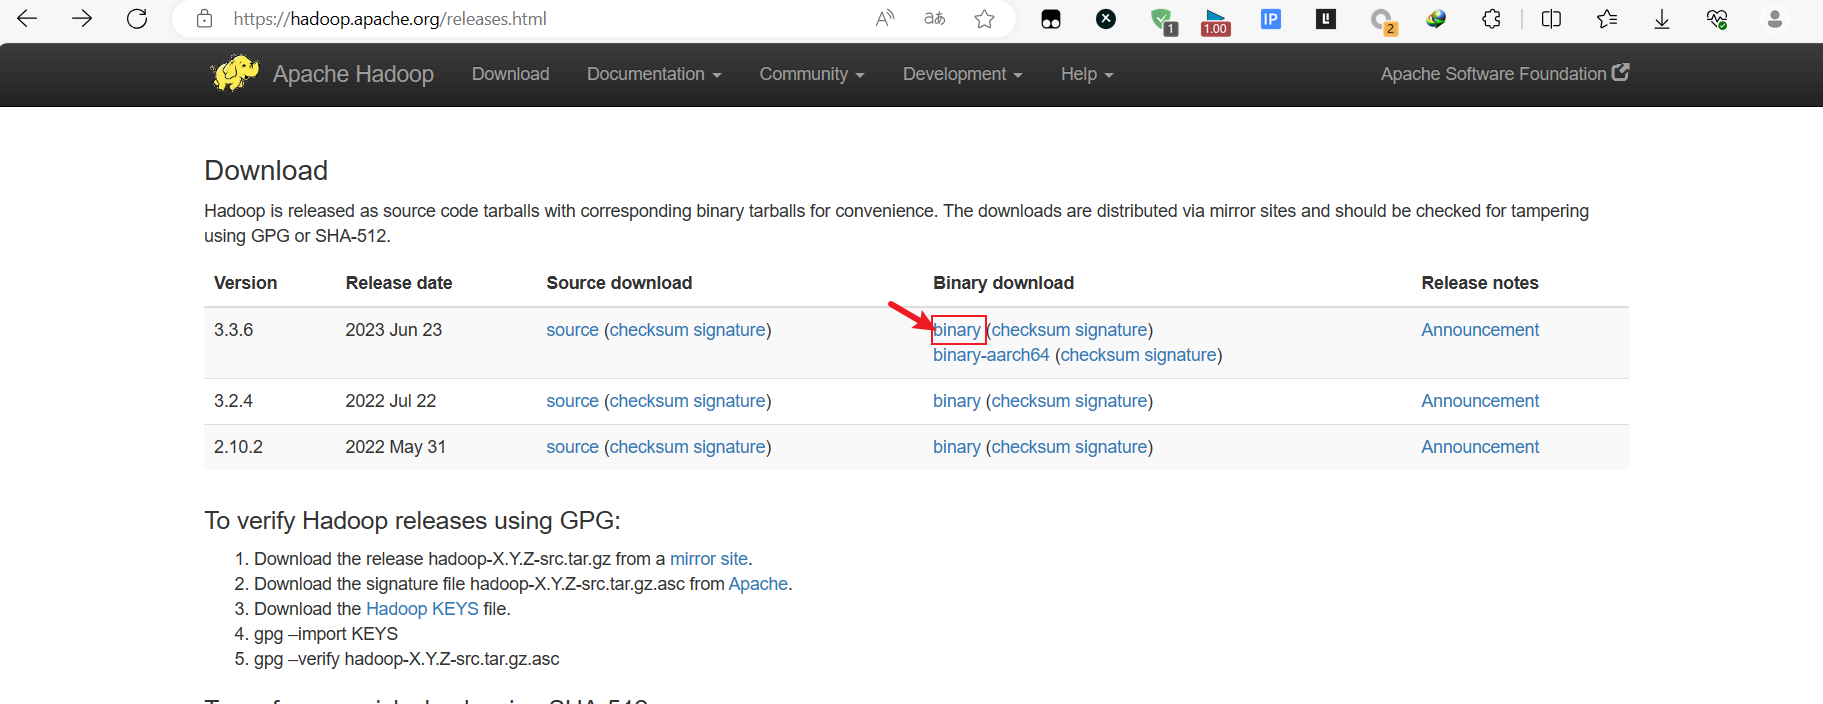 https://hadoop.apache.org/releases.html
A
aあ
1
1.00
IP
LI
2
Apache Hadoop Download Documentation Community Development Help Apache Software Foundation
Download
Hadoop is released as source code tarballs with corresponding binary tarballs for convenience. The downloads are distributed via mirror sites and should be checked for tampering
using GPG or SHA-512.
Version Release date Source download Binary download Release notes
3.3.6 2023 Jun 23 source (checksum signature) binary (checksum signature) Announcement
binary-aarch64 (checksum signature)
3.2.4 2022 Jul 22 source (checksum signature) binary (checksum signature) Announcement
2.10.2 2022 May 31 source (checksum signature) binary (checksum signature) Announcement
To verify Hadoop releases using GPG:
1. Download the release hadoop-X.Y.Z-src.tar.gz from a mirror site.
2. Download the signature file hadoop-X.Y.Z-src.tar.gz.asc from Apache.
3. Download the Hadoop KEYS file.
4. gpg –import KEYS
5. gpg –verify hadoop-X.Y.Z-src.tar.gz.asc